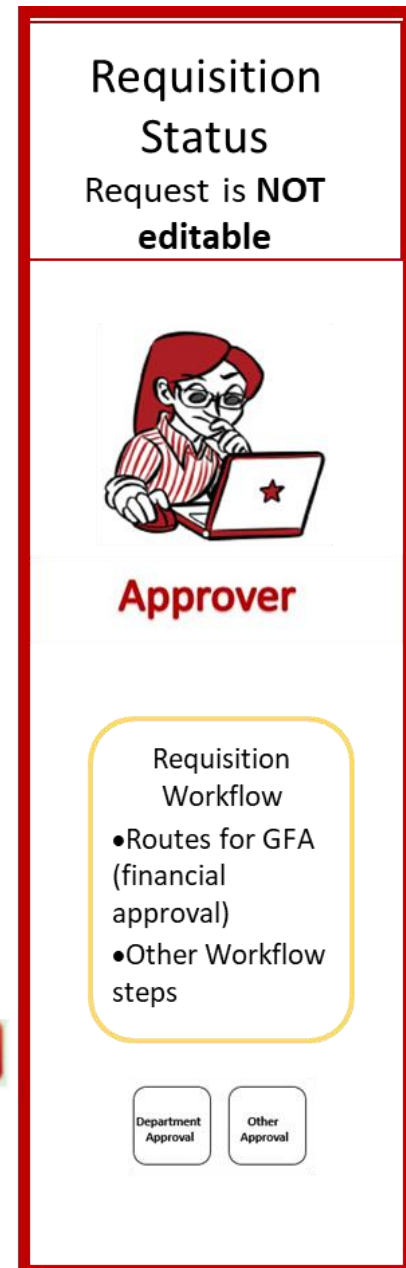 Requisition
Status
Request is NOT
editable
Approver
Requisition
Workflow
•Routes for GFA
(financial
approval)
•Other Workflow
steps
Department
Approval
Other
Approval